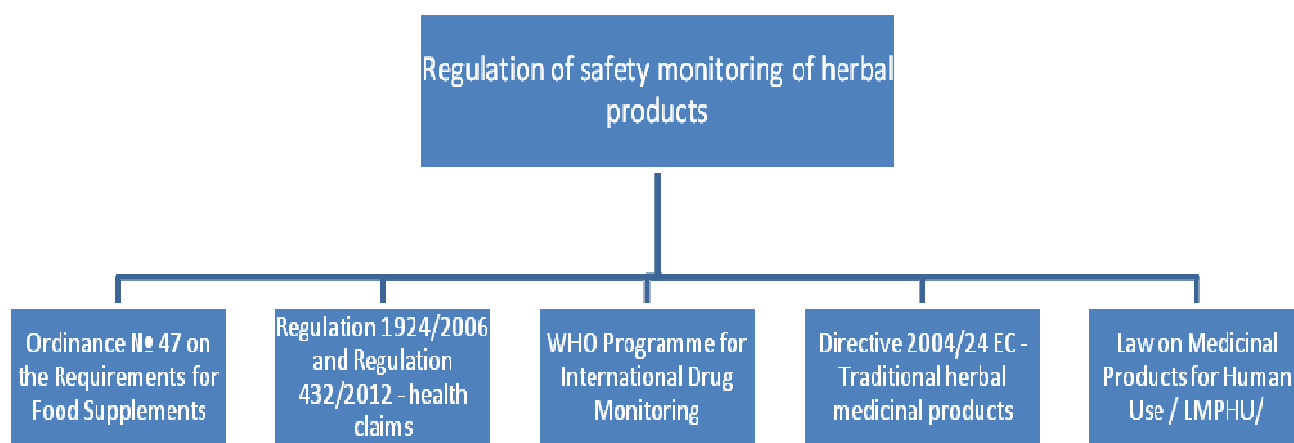 Regulation of safety monitoring of herbal
products
Ordinance № 47 on
the Requirements for
Food Supplements
Regulation 1924/2006
and Regulation
432/2012 - health
claims
WHO Programme for
International Drug
Monitoring
Directive 2004/24 EC -
Traditional herbal
medicinal products
Law on Medicinal
Products for Human
Use / LMPHU/